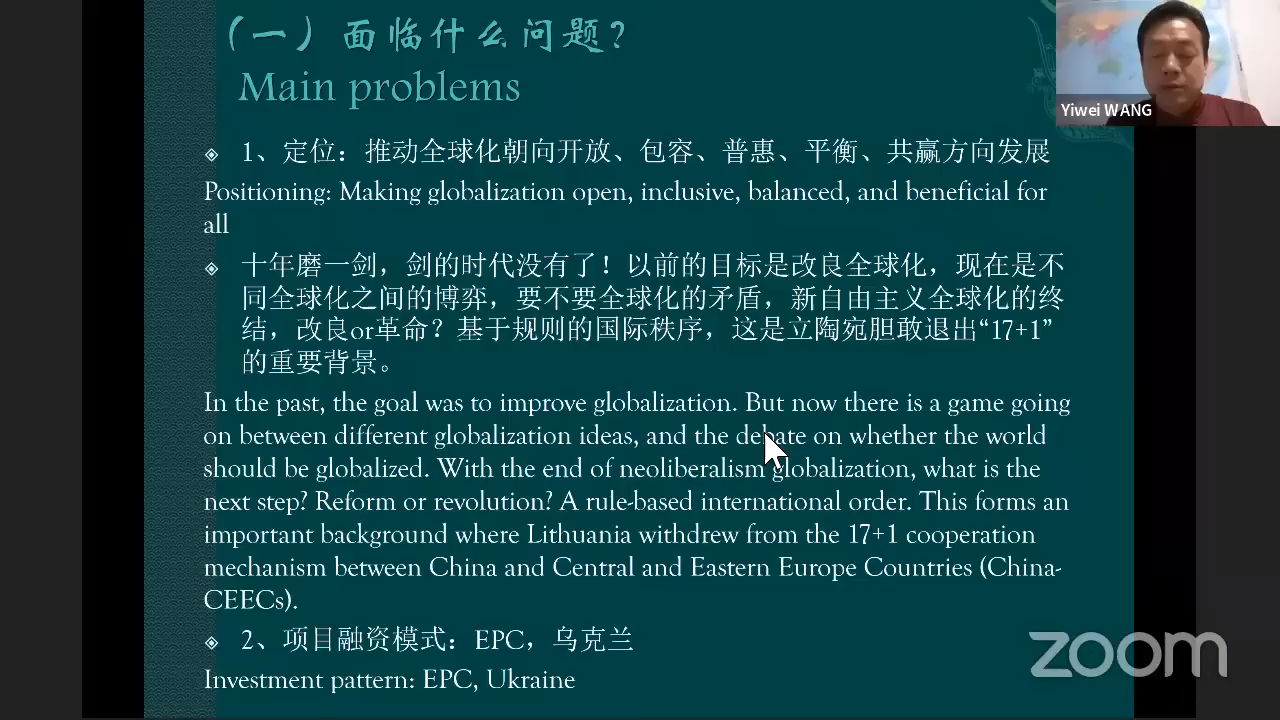 （一）面临什么问题?
Main problems
Yiwei WANG
1、定位：推动全球化朝向开放、包容、普惠、平衡、共赢方向发展
Positioning: Making globalization open, inclusive, balanced, and beneficial for
all
十年磨一剑，剑的时代没有了！以前的目标是改良全球化，现在是不
同全球化之间的博弈，要不要全球化的矛盾，新自由主义全球化的终
结，改良or革命？基于规则的国际秩序，这是立陶宛胆敢退出“17+1”
的重要背景。
In the past, the goal was to improve globalization. But now there is a game going
on between different globalization ideas, and the debate on whether the world
should be globalized. With the end of neoliberalism globalization, what is the
next step? Reform or revolution? A rule-based international order. This forms an
important background where Lithuania withdrew from the 17+1 cooperation
mechanism between China and Central and Eastern Europe Countries (China-
CEECs).
2、项目融资模式：EPC，乌克兰
Investment pattern: EPC, Ukraine
zoom